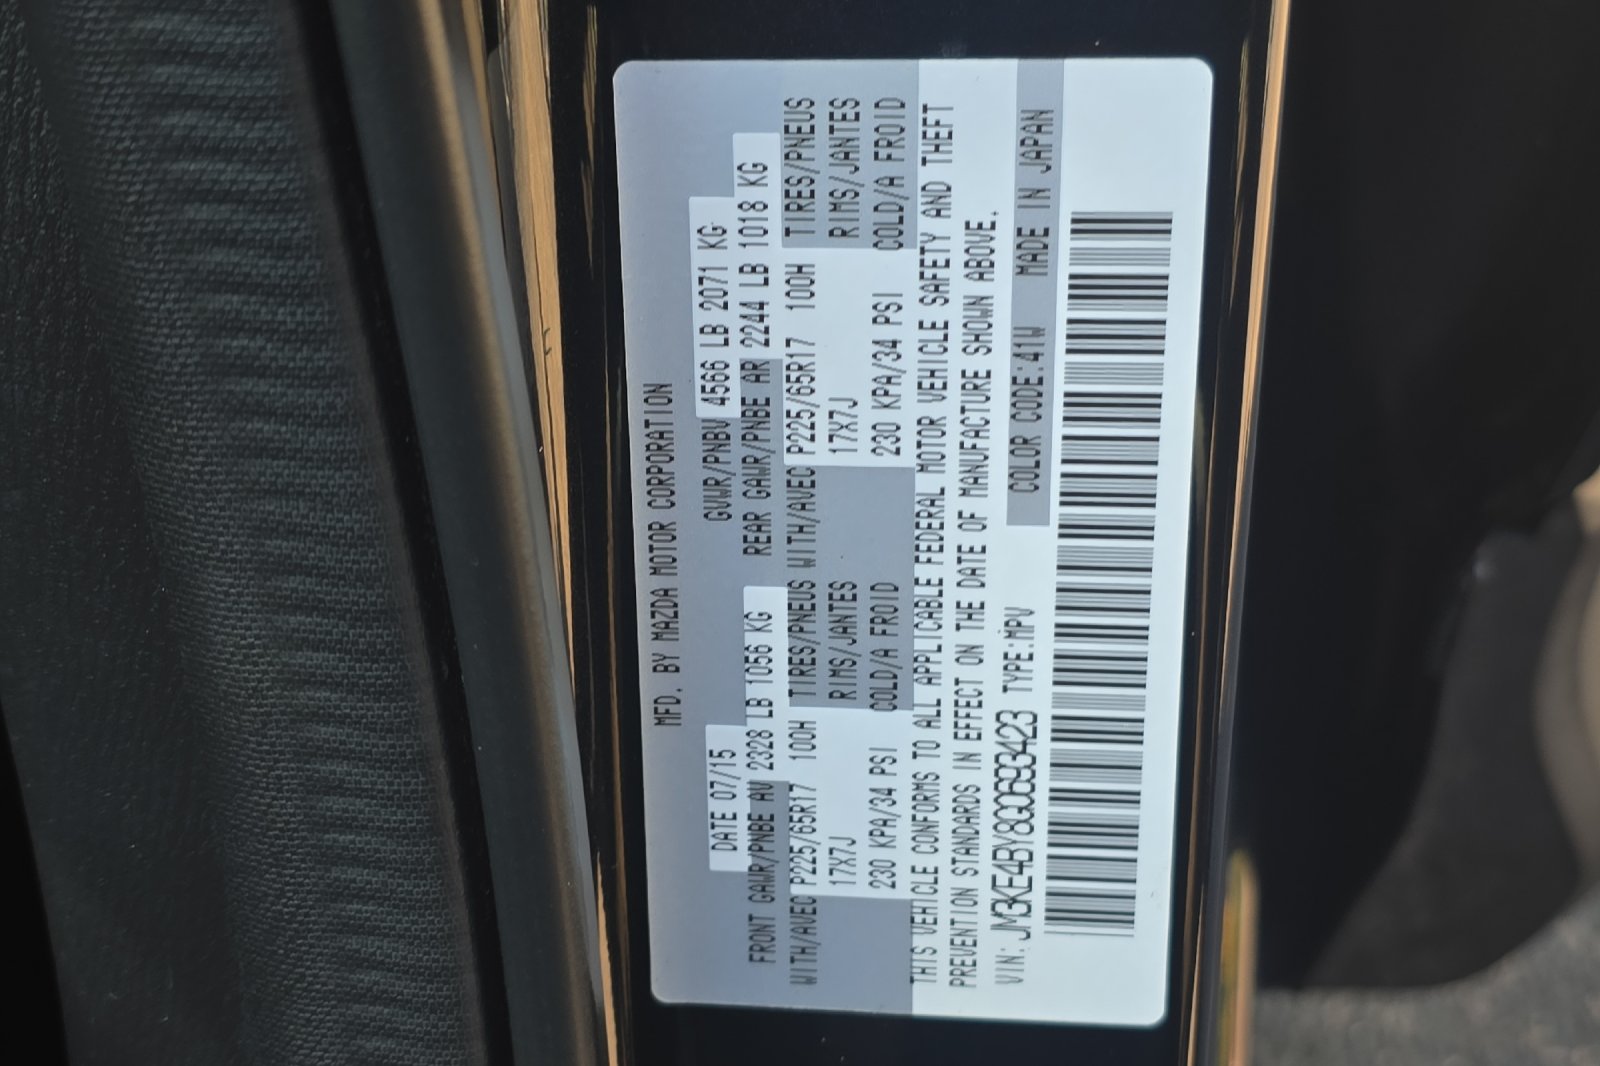 MFD. BY MAZDA MOTOR CORPORATION
DATE 07/15 GVWR/PNBV 4566 LB 2071 KG
FRONT GAWR/PNBE AV 2328 LB 1056 KG REAR GAWR/PNBE AR 2244 LB 1018 KG
WITH/AVEC P225/65R17 100H TIRES/PNEUS WITH/AVEC P225/65R17 100H TIRES/PNEUS
17X7J RIMS/JANTES 17X7J RIMS/JANTES
230 KPA/34 PSI COLD/A FROID 230 KPA/34 PSI COLD/A FROID
THIS VEHICLE CONFORMS TO ALL APPLICABLE FEDERAL MOTOR VEHICLE SAFETY AND THEFT
PREVENTION STANDARDS IN EFFECT ON THE DATE OF MANUFACTURE SHOWN ABOVE.
VIN: JM3KE4BY8G0693423 TYPE:MPV COLOR CODE:41W MADE IN JAPAN